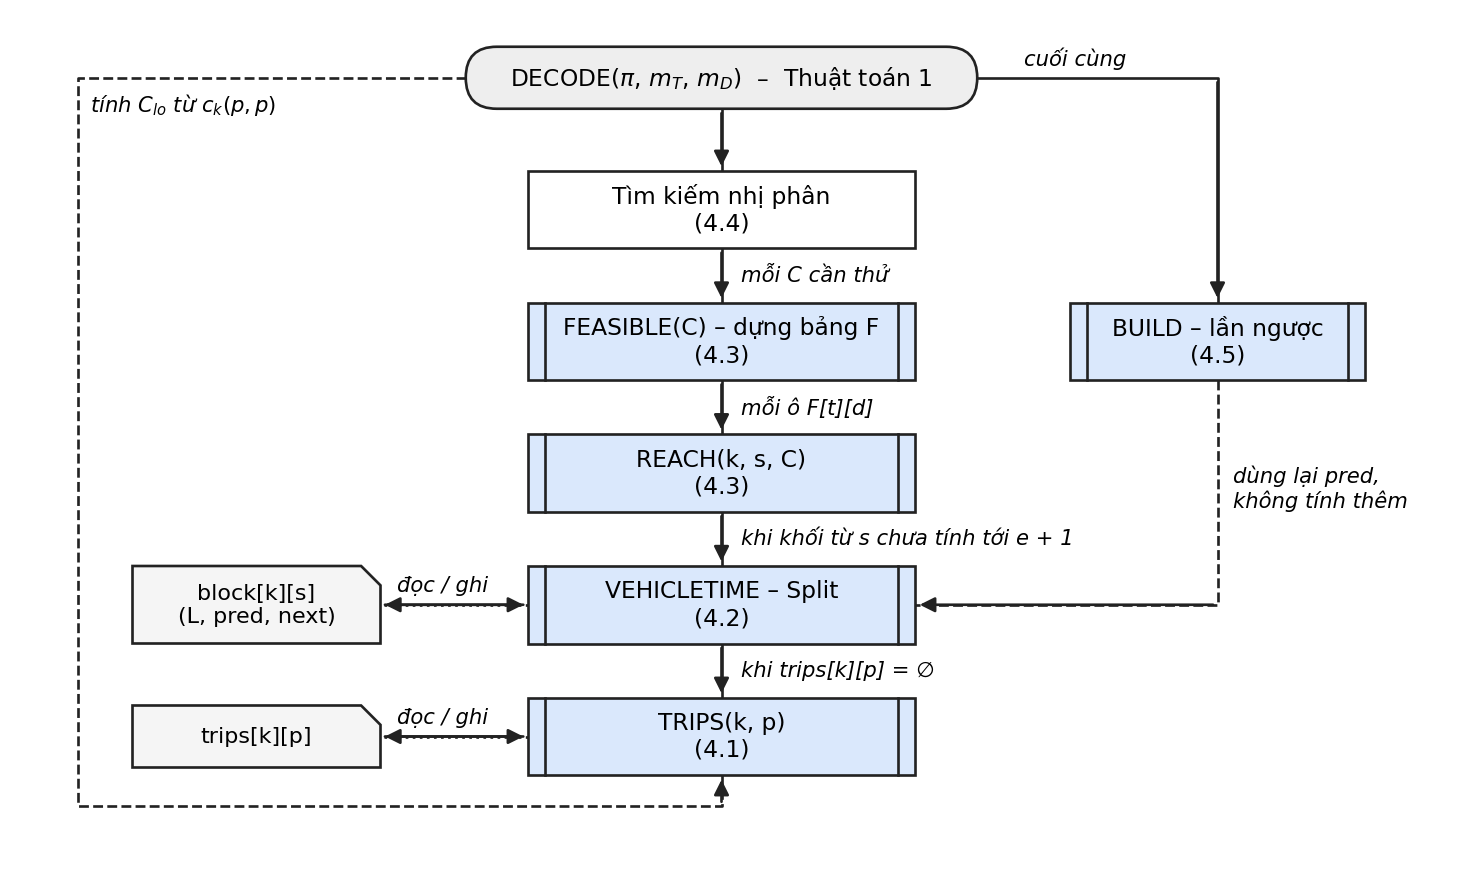 DECODE(π, m_T, m_D) – Thuật toán 1
cuối cùng
tính C_lo từ c_k(p, p)
Tìm kiếm nhị phân
(4.4)
mỗi C cần thử
FEASIBLE(C) – dựng bảng F
(4.3)
BUILD – lần ngược
(4.5)
mỗi ô F[t][d]
REACH(k, s, C)
(4.3)
dùng lại pred,
không tính thêm
khi khối từ s chưa tính tới e + 1
block[k][s]
(L, pred, next)
đọc / ghi
VEHICLETIME – Split
(4.2)
khi trips[k][p] = ∅
trips[k][p]
đọc / ghi
TRIPS(k, p)
(4.1)